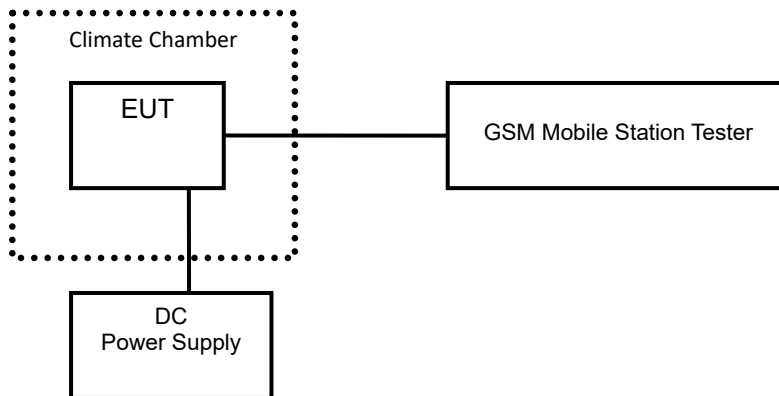 Climate Chamber
EUT
GSM Mobile Station Tester
DC
Power Supply